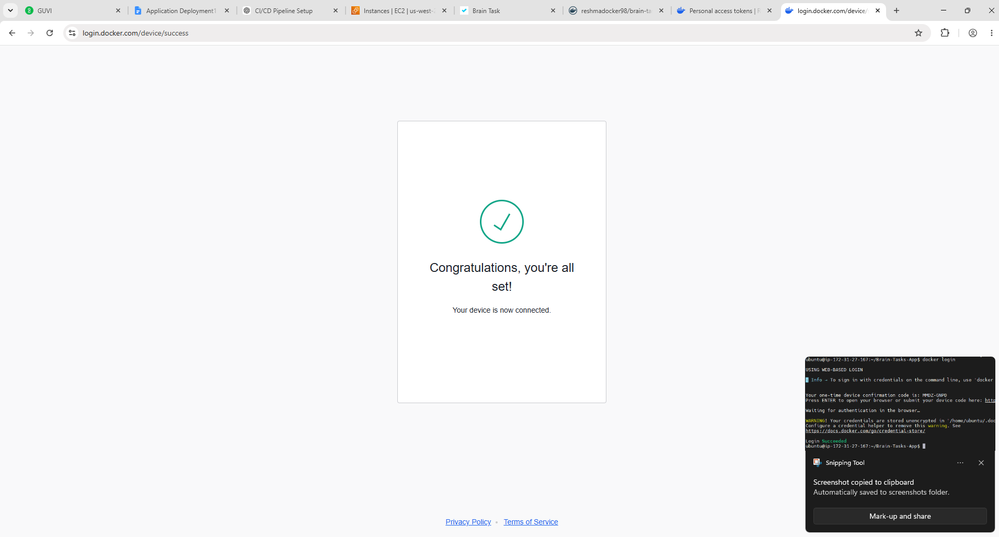 GUVI
Application Deployment1
CI/CD Pipeline Setup
Instances | EC2 | us-west-2
Brain Task
reshmadocker98/brain-ta
Personal access tokens | R
login.docker.com/device/
login.docker.com/device/success
Congratulations, you're all
set!
Your device is now connected.
ubuntu@ip-172-31-27-167:~/Brain-Tasks-App$ docker login
USING WEB-BASED LOGIN
Info → To sign in with credentials on the command line, use 'docker
Your one-time device confirmation code is: MMDZ-GNPD
Press ENTER to open your browser or submit your device code here: http
Waiting for authentication in the browser…
WARNING! Your credentials are stored unencrypted in '/home/ubuntu/.doc
Configure a credential helper to remove this warning. See
https://docs.docker.com/go/credential-store/
Login Succeeded
ubuntu@ip-172-31-27-167:~/Brain-Tasks-App$
Snipping Tool
Screenshot copied to clipboard
Automatically saved to screenshots folder.
Mark-up and share
Privacy Policy • Terms of Service